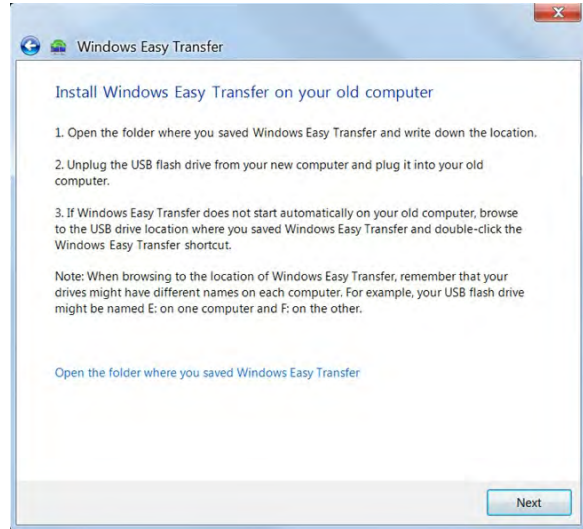 Windows Easy Transfer
Install Windows Easy Transfer on your old computer
1. Open the folder where you saved Windows Easy Transfer and write down the location.
2. Unplug the USB flash drive from your new computer and plug it into your old
computer.
3. If Windows Easy Transfer does not start automatically on your old computer, browse
to the USB drive location where you saved Windows Easy Transfer and double-click the
Windows Easy Transfer shortcut.
Note: When browsing to the location of Windows Easy Transfer, remember that your
drives might have different names on each computer. For example, your USB flash drive
might be named E: on one computer and F: on the other.
Open the folder where you saved Windows Easy Transfer
Next